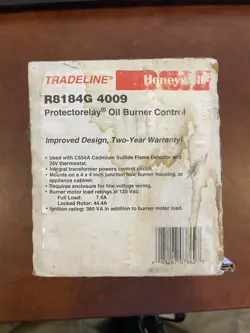 TRADELINE® Honeywell
R8184G 4009
Protectorelay® Oil Burner Control
Improved Design, Two-Year Warranty!
• Used with C554A Cadmium Sulfide Flame Detector and
24V thermostat.
• Integral transformer powers control circuit.
• Mounts on a 4 x 4 inch junction box, burner housing, or
appliance cabinet.
• Requires enclosure for line voltage wiring.
• Burner motor load ratings at 120 Vac:
Full Load: 7.4A
Locked Rotor: 44.4A
• Ignition rating: 360 VA in addition to burner motor load.